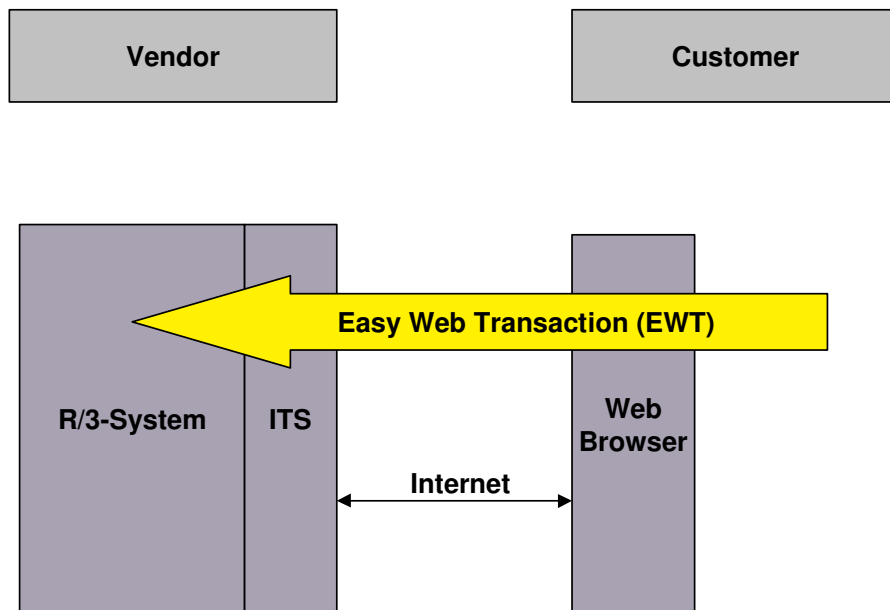 Vendor
Customer
Easy Web Transaction (EWT)
R/3-System
ITS
Web
Browser
Internet